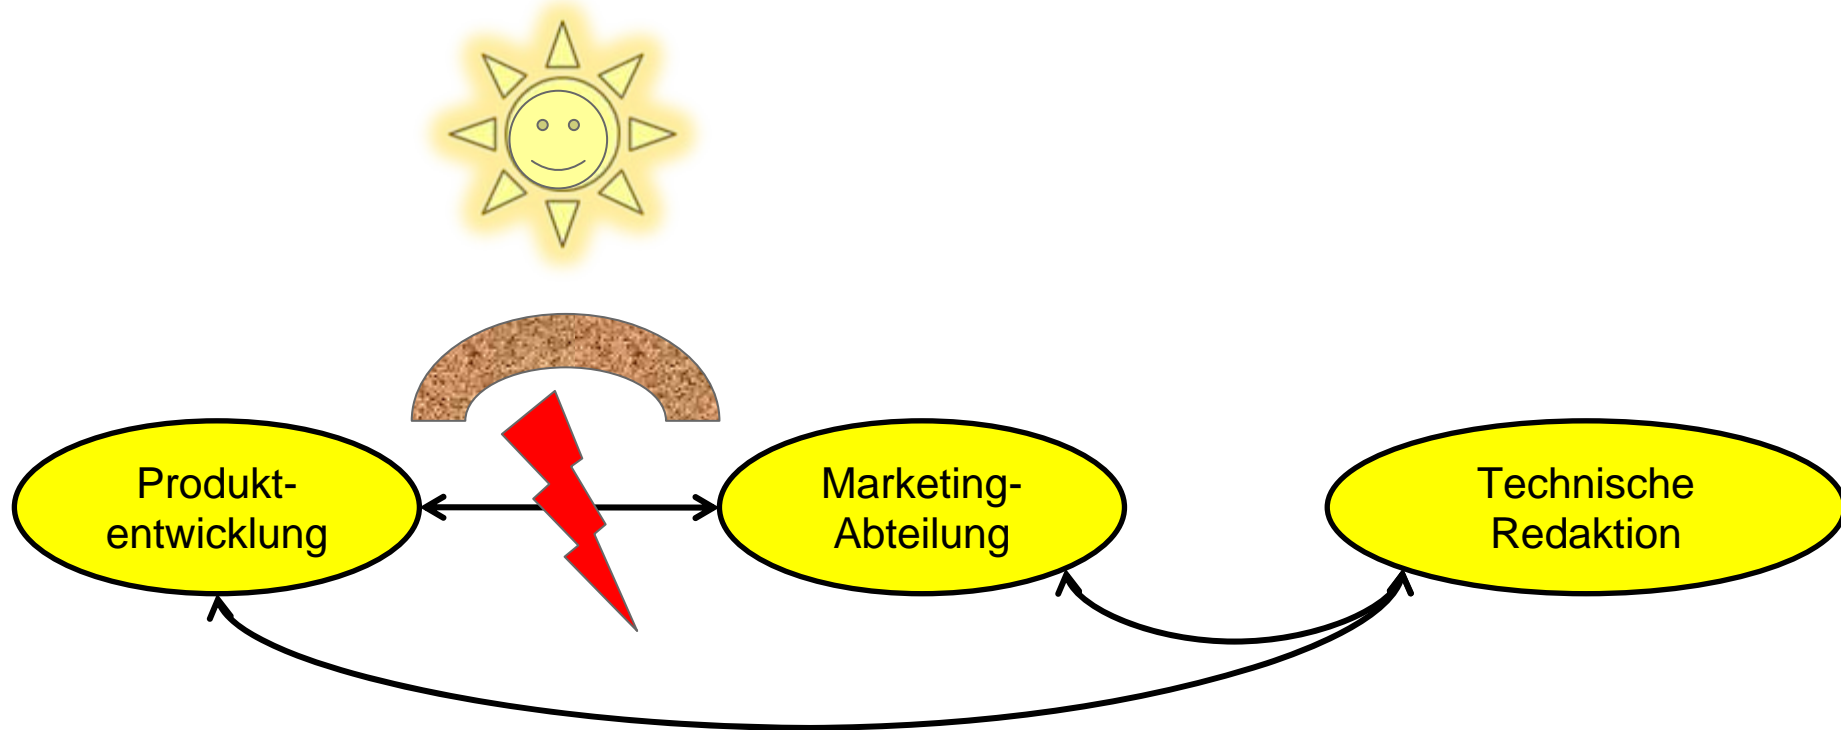 Produkt-
entwicklung
Marketing-
Abteilung
Technische
Redaktion